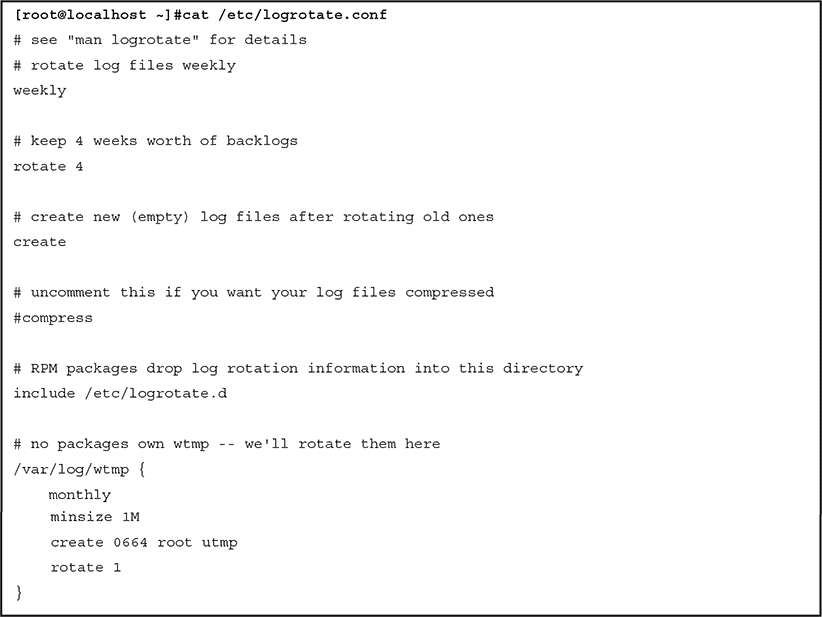 [root@localhost ~]#cat /etc/logrotate.conf
# see "man logrotate" for details
# rotate log files weekly
weekly
# keep 4 weeks worth of backlogs
rotate 4
# create new (empty) log files after rotating old ones
create
# uncomment this if you want your log files compressed
#compress
# RPM packages drop log rotation information into this directory
include /etc/logrotate.d
# no packages own wtmp -- we'll rotate them here
/var/log/wtmp {
    monthly
    minsize 1M
    create 0664 root utmp
    rotate 1
}